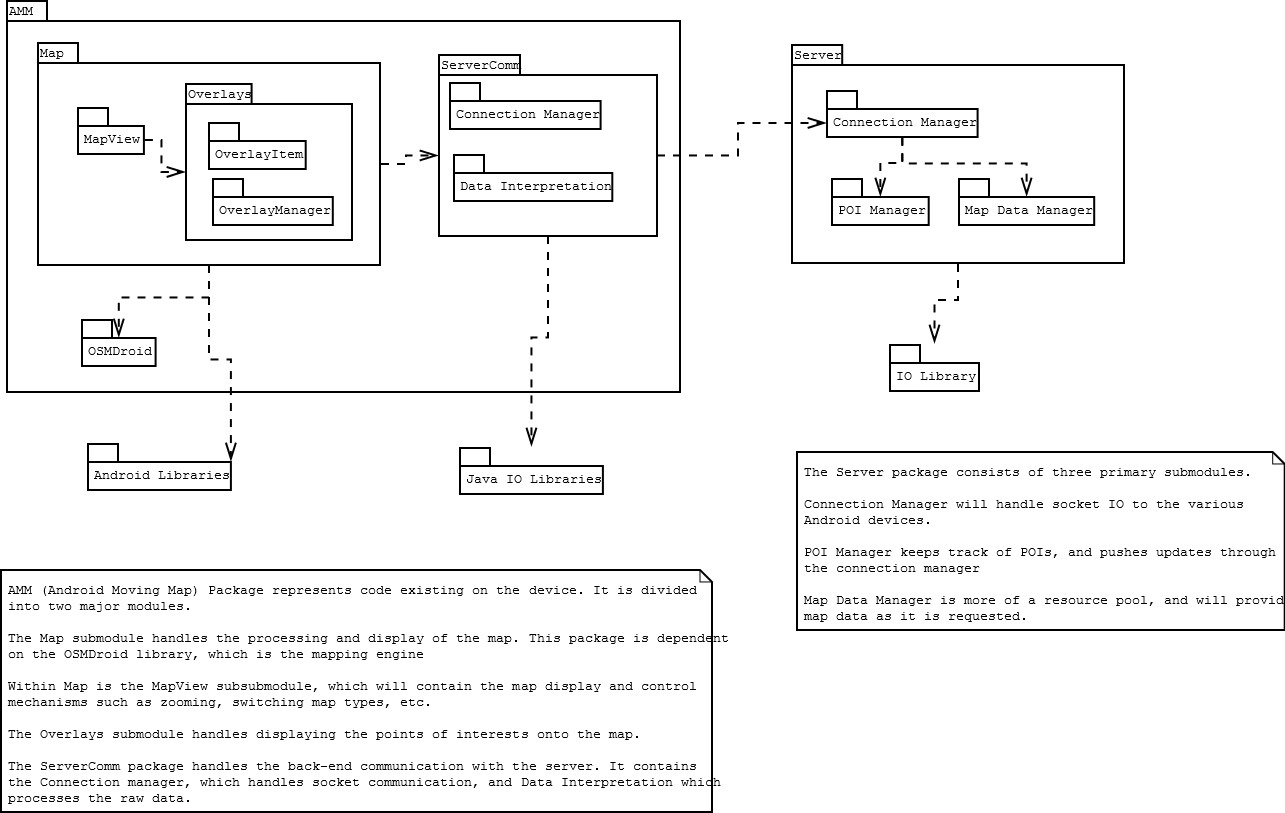 AMM
Map
Overlays
MapView
OverlayItem
OverlayManager
ServerComm
Connection Manager
Data Interpretation
Server
Connection Manager
POI Manager
Map Data Manager
OSMDroid
IO Library
Android Libraries
Java IO Libraries
The Server package consists of three primary submodules.
Connection Manager will handle socket IO to the various
Android devices.
POI Manager keeps track of POIs, and pushes updates through
the connection manager
Map Data Manager is more of a resource pool, and will provid
map data as it is requested.
AMM (Android Moving Map) Package represents code existing on the device. It is divided
into two major modules.
The Map submodule handles the processing and display of the map. This package is dependent
on the OSMDroid library, which is the mapping engine
Within Map is the MapView subsubmodule, which will contain the map display and control
mechanisms such as zooming, switching map types, etc.
The Overlays submodule handles displaying the points of interests onto the map.
The ServerComm package handles the back-end communication with the server. It contains
the Connection manager, which handles socket communication, and Data Interpretation which
processes the raw data.